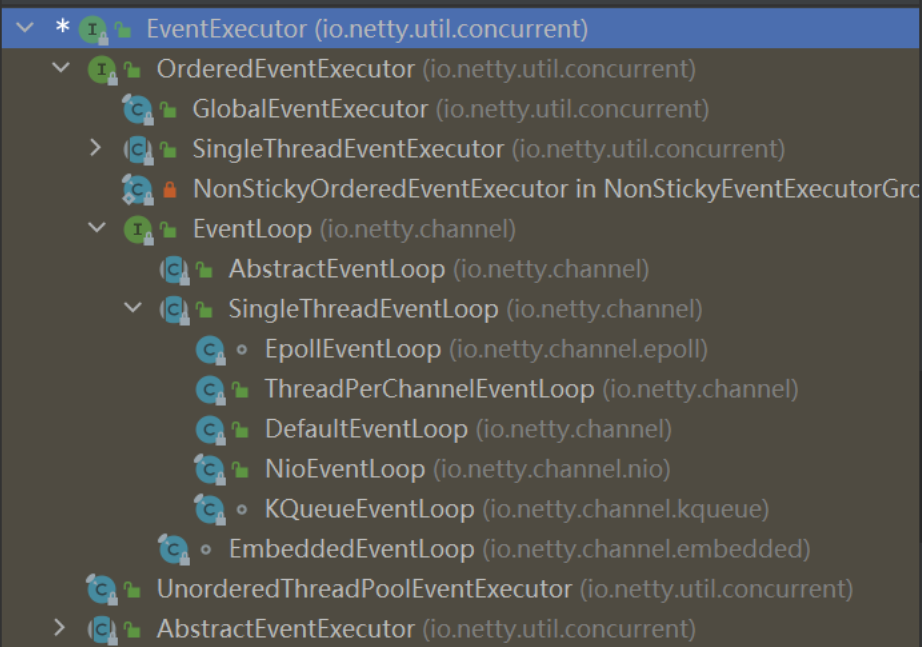 * EventExecutor (io.netty.util.concurrent)
OrderedEventExecutor (io.netty.util.concurrent)
GlobalEventExecutor (io.netty.util.concurrent)
SingleThreadEventExecutor (io.netty.util.concurrent)
NonStickyOrderedEventExecutor in NonStickyEventExecutorGro
EventLoop (io.netty.channel)
AbstractEventLoop (io.netty.channel)
SingleThreadEventLoop (io.netty.channel)
EpollEventLoop (io.netty.channel.epoll)
ThreadPerChannelEventLoop (io.netty.channel)
DefaultEventLoop (io.netty.channel)
NioEventLoop (io.netty.channel.nio)
KQueueEventLoop (io.netty.channel.kqueue)
EmbeddedEventLoop (io.netty.channel.embedded)
UnorderedThreadPoolEventExecutor (io.netty.util.concurrent)
AbstractEventExecutor (io.netty.util.concurrent)